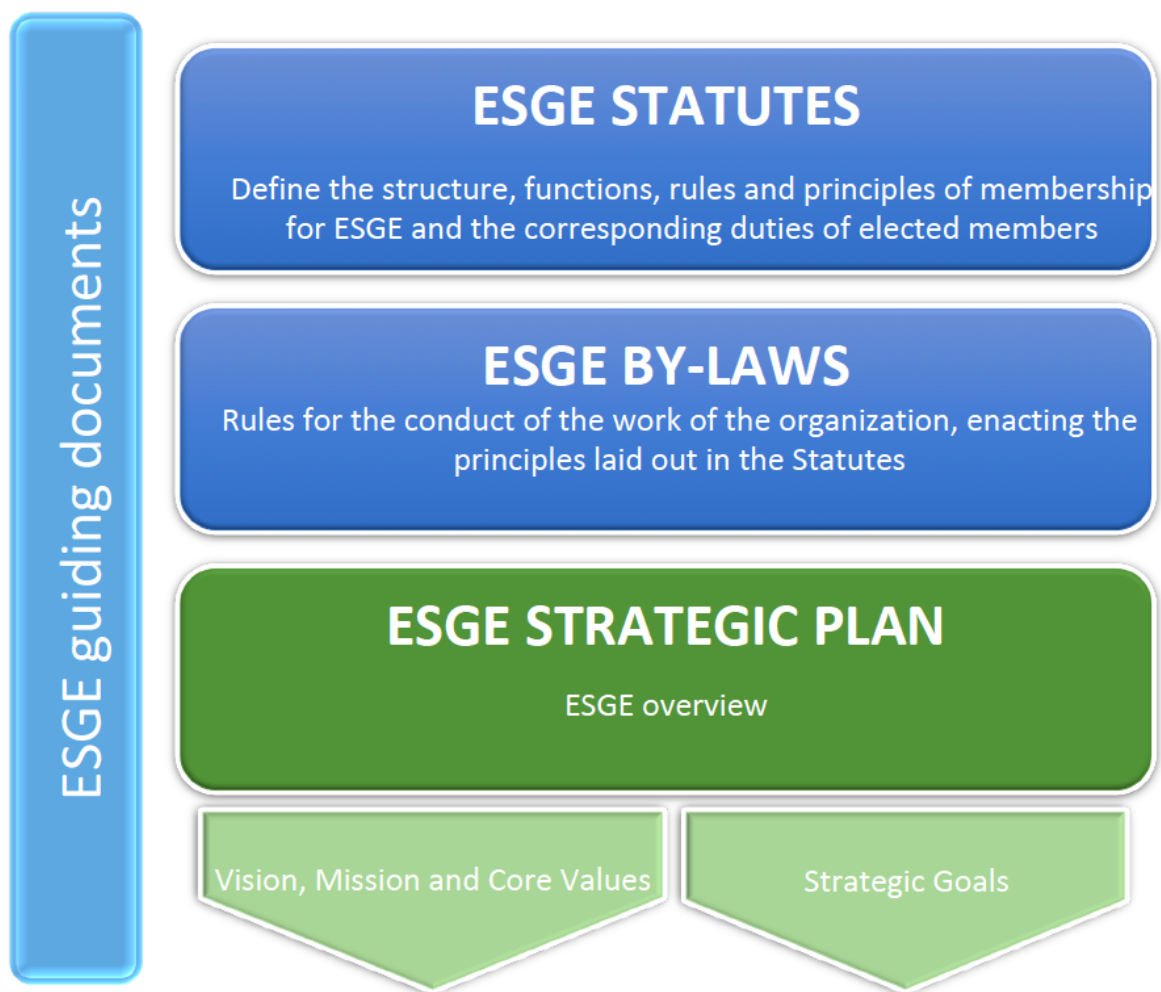 ESGE guiding documents
ESGE STATUTES
Define the structure, functions, rules and principles of membership
for ESGE and the corresponding duties of elected members
ESGE BY-LAWS
Rules for the conduct of the work of the organization, enacting the
principles laid out in the Statutes
ESGE STRATEGIC PLAN
ESGE overview
Vision, Mission and Core Values
Strategic Goals